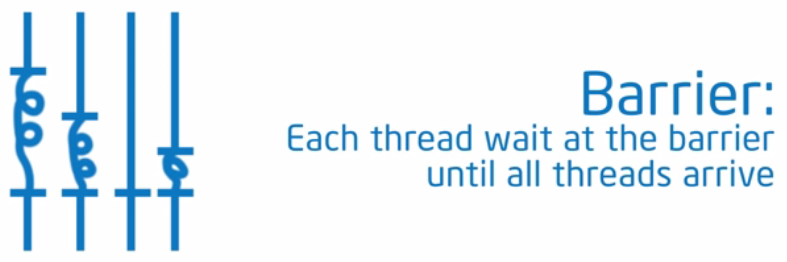 Barrier:
Each thread wait at the barrier
until all threads arrive